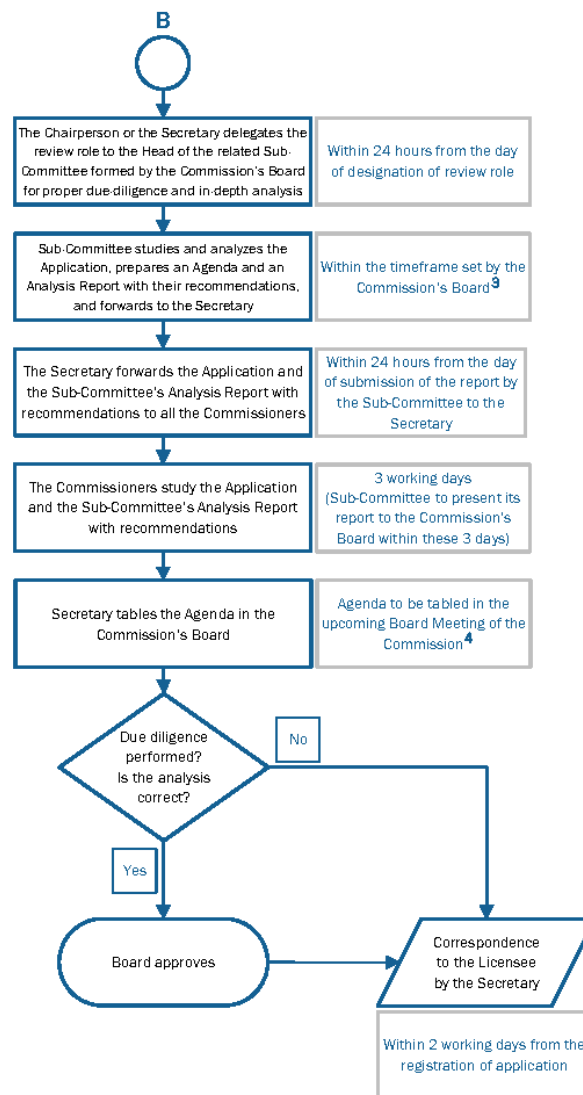 B
The Chairperson or the Secretary delegates the
review role to the Head of the related Sub-
Committee formed by the Commission's Board
for proper due-diligence and in-depth analysis
Within 24 hours from the day
of designation of review role
Sub-Committee studies and analyzes the
Application, prepares an Agenda and an
Analysis Report with their recommendations,
and forwards to the Secretary
Within the timeframe set by the
Commission's Board3
The Secretary forwards the Application and
the Sub-Committee's Analysis Report with
recommendations to all the Commissioners
Within 24 hours from the day
of submission of the report by
the Sub-Committee to the
Secretary
The Commissioners study the Application
and the Sub-Committee's Analysis Report
with recommendations
3 working days
(Sub-Committee to present its
report to the Commission's
Board within these 3 days)
Secretary tables the Agenda in the
Commission's Board
Agenda to be tabled in the
upcoming Board Meeting of the
Commission4
Due diligence
performed?
Is the analysis
correct?
No
Yes
Board approves
Correspondence
to the Licensee
by the Secretary
Within 2 working days from the
registration of application